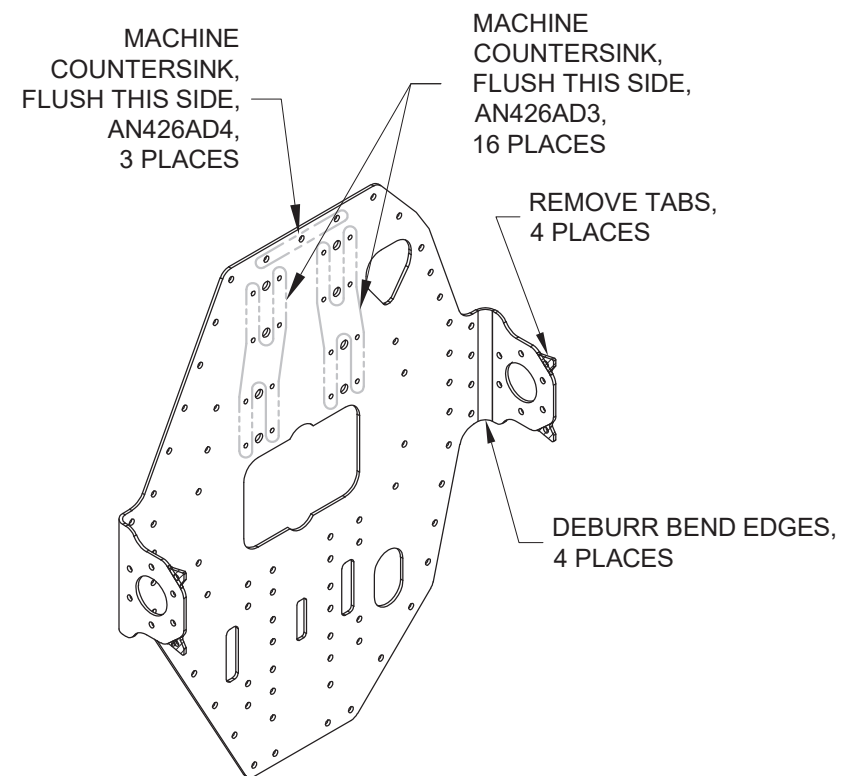 MACHINE
COUNTERSINK,
FLUSH THIS SIDE,
AN426AD4,
3 PLACES
MACHINE
COUNTERSINK,
FLUSH THIS SIDE,
AN426AD3,
16 PLACES
REMOVE TABS,
4 PLACES
DEBURR BEND EDGES,
4 PLACES